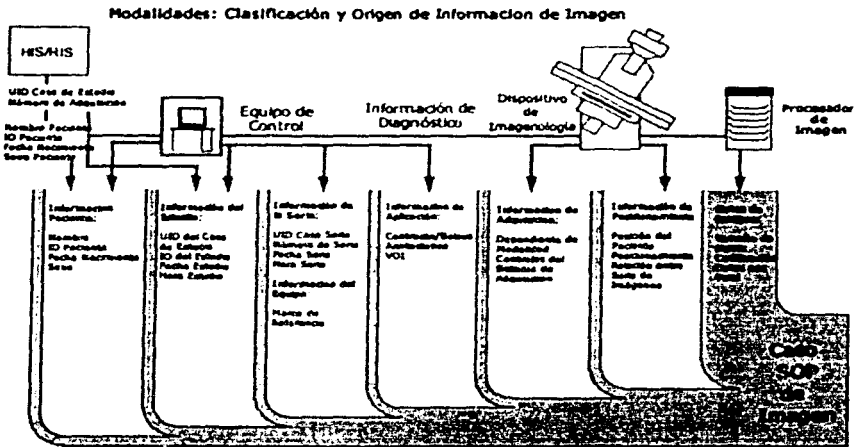 Modalidades: Clasificación y Origen de Informacion de Imagen
HIS/RIS
UID Caso de Estudio
Número de Adquisición
Nombre Paciente
ID Paciente
Fecha Nacimiento
Sexo Paciente
Equipo de
Control
Información de
Diagnóstico
Dispositivo
de
Imagenología
Procesador
de
Imagen
Informacion
Paciente:
Nombre
ID Paciente
Fecha Nacimiento
Sexo
Información del
Estudio:
UID del Caso
de Estudio
ID del Estudio
Fecha Estudio
Hora Estudio
Información de
la Serie:
UID Caso Serie
Número de Serie
Fecha Serie
Hora Serie
Información del
Equipo
Marco de
Referencia
Información de
Aplicación:
Contraste/Bolus
VOI
Información de
Adquisición:
Dependiente de
Modalidad
Controles del
Sistema de
Adquisición
Información de
Posicionamiento
Posición del
Paciente
Posicionamiento
Relación entre
Serie de
Imágenes
Caso
SOP
de
Imagen